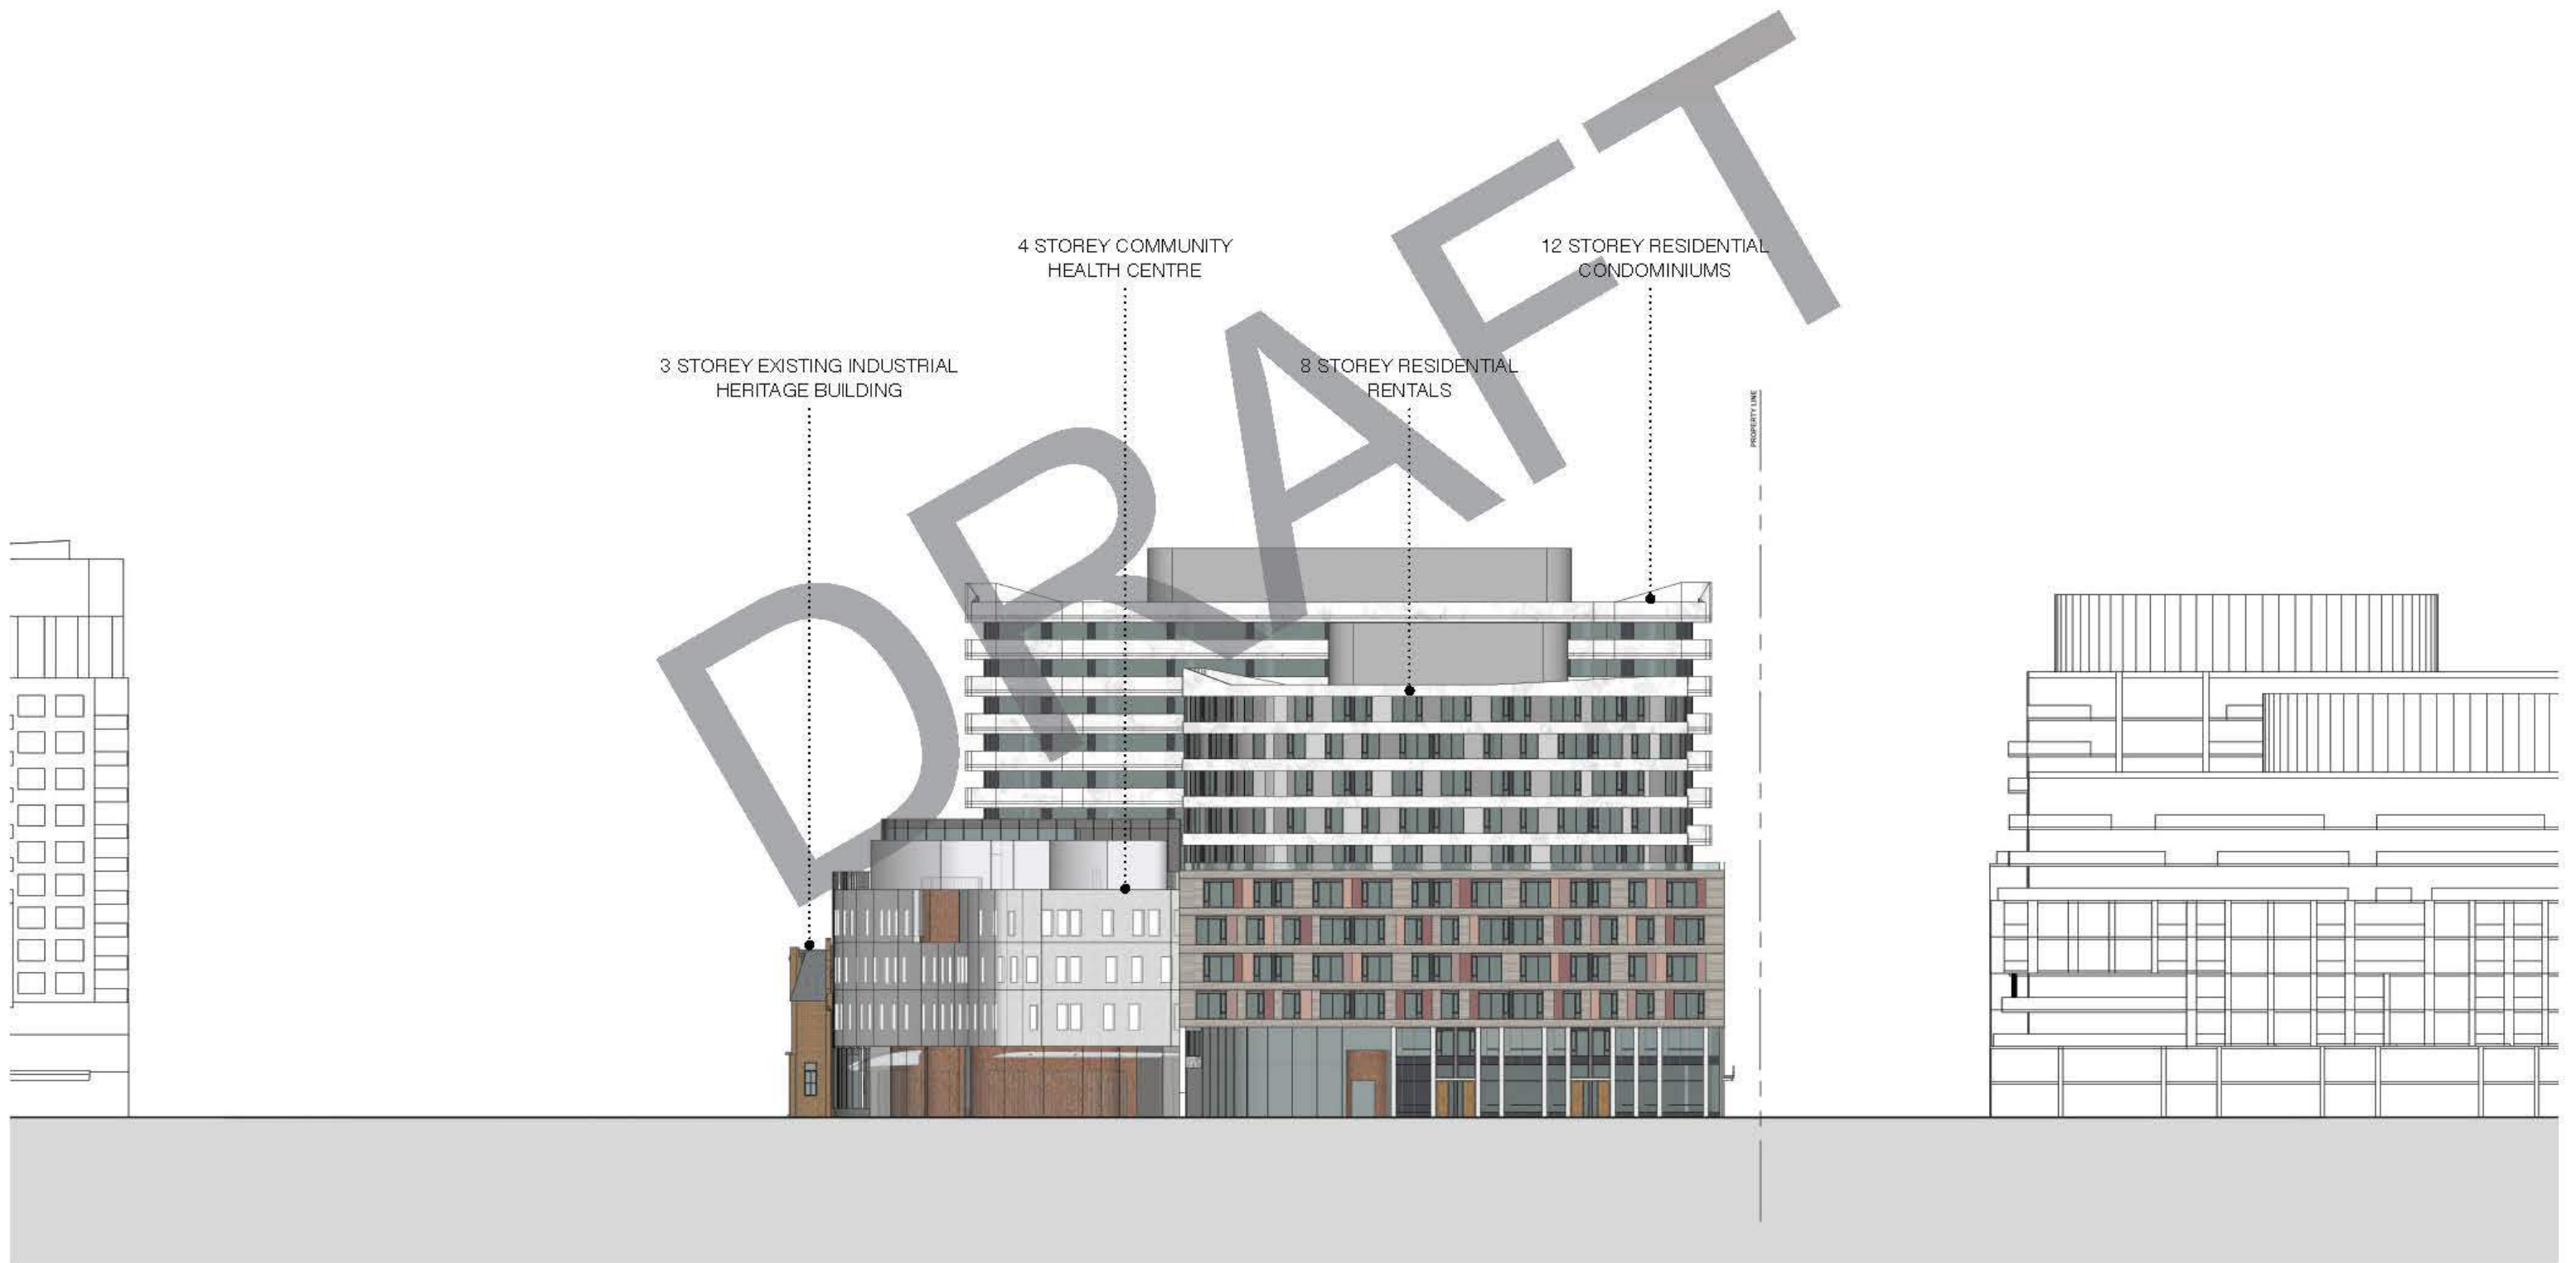 DRAFT
4 STOREY COMMUNITY
HEALTH CENTRE
12 STOREY RESIDENTIAL
CONDOMINIUMS
3 STOREY EXISTING INDUSTRIAL
HERITAGE BUILDING
8 STOREY RESIDENTIAL
RENTALS
PROPERTY LINE